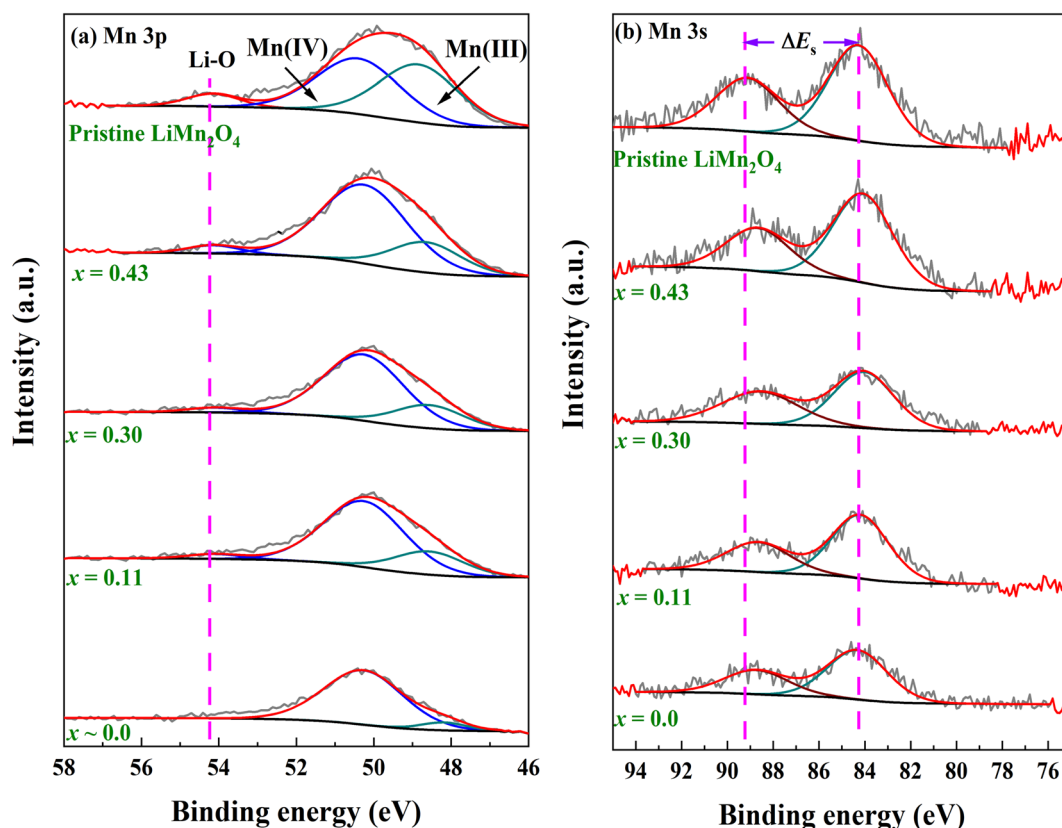 (a) Mn 3p
Li-O
Mn(IV)
Mn(III)
Pristine LiMn₂O₄
x = 0.43
x = 0.30
x = 0.11
x ~ 0.0
Intensity (a.u.)
58 56 54 52 50 48 46
Binding energy (eV)
(b) Mn 3s
ΔEₛ
Pristine LiMn₂O₄
x = 0.43
x = 0.30
x = 0.11
x = 0.0
Intensity (a.u.)
94 92 90 88 86 84 82 80 78 76
Binding energy (eV)